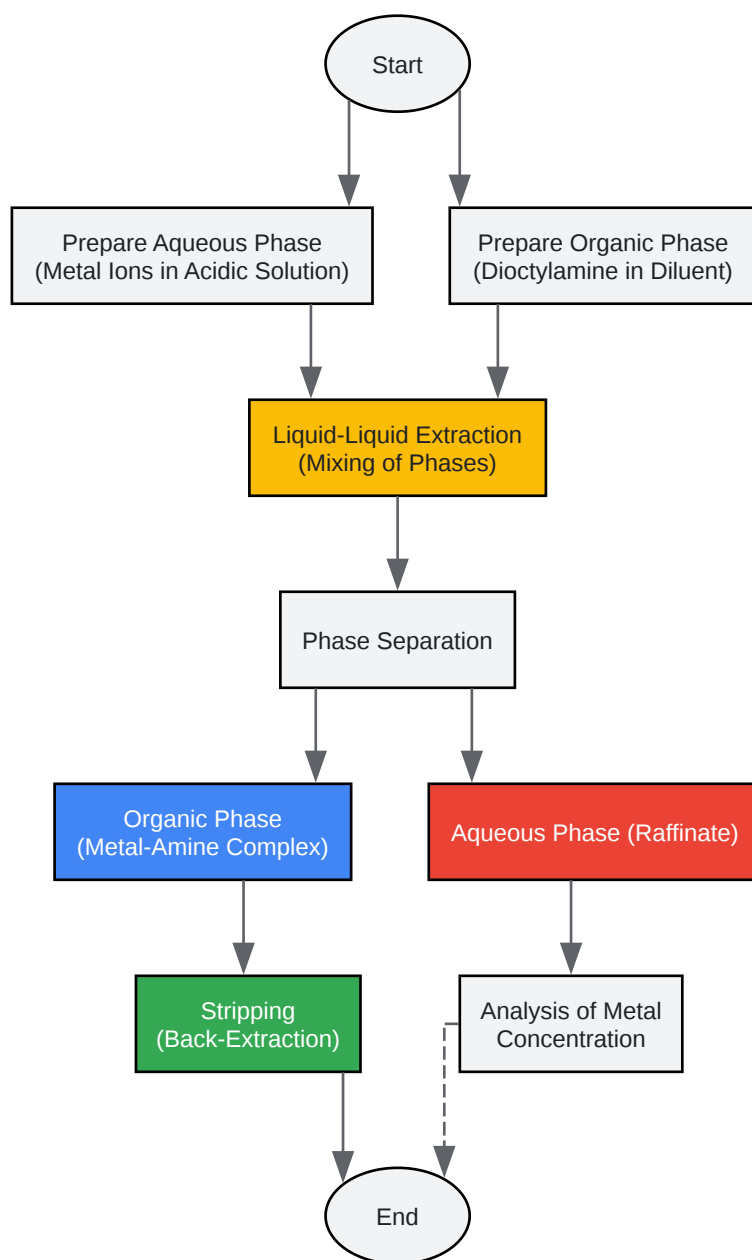 Start
Prepare Aqueous Phase
(Metal Ions in Acidic Solution)
Prepare Organic Phase
(Dioctylamine in Diluent)
Liquid-Liquid Extraction
(Mixing of Phases)
Phase Separation
Organic Phase
(Metal-Amine Complex)
Aqueous Phase (Raffinate)
Stripping
(Back-Extraction)
Analysis of Metal
Concentration
End